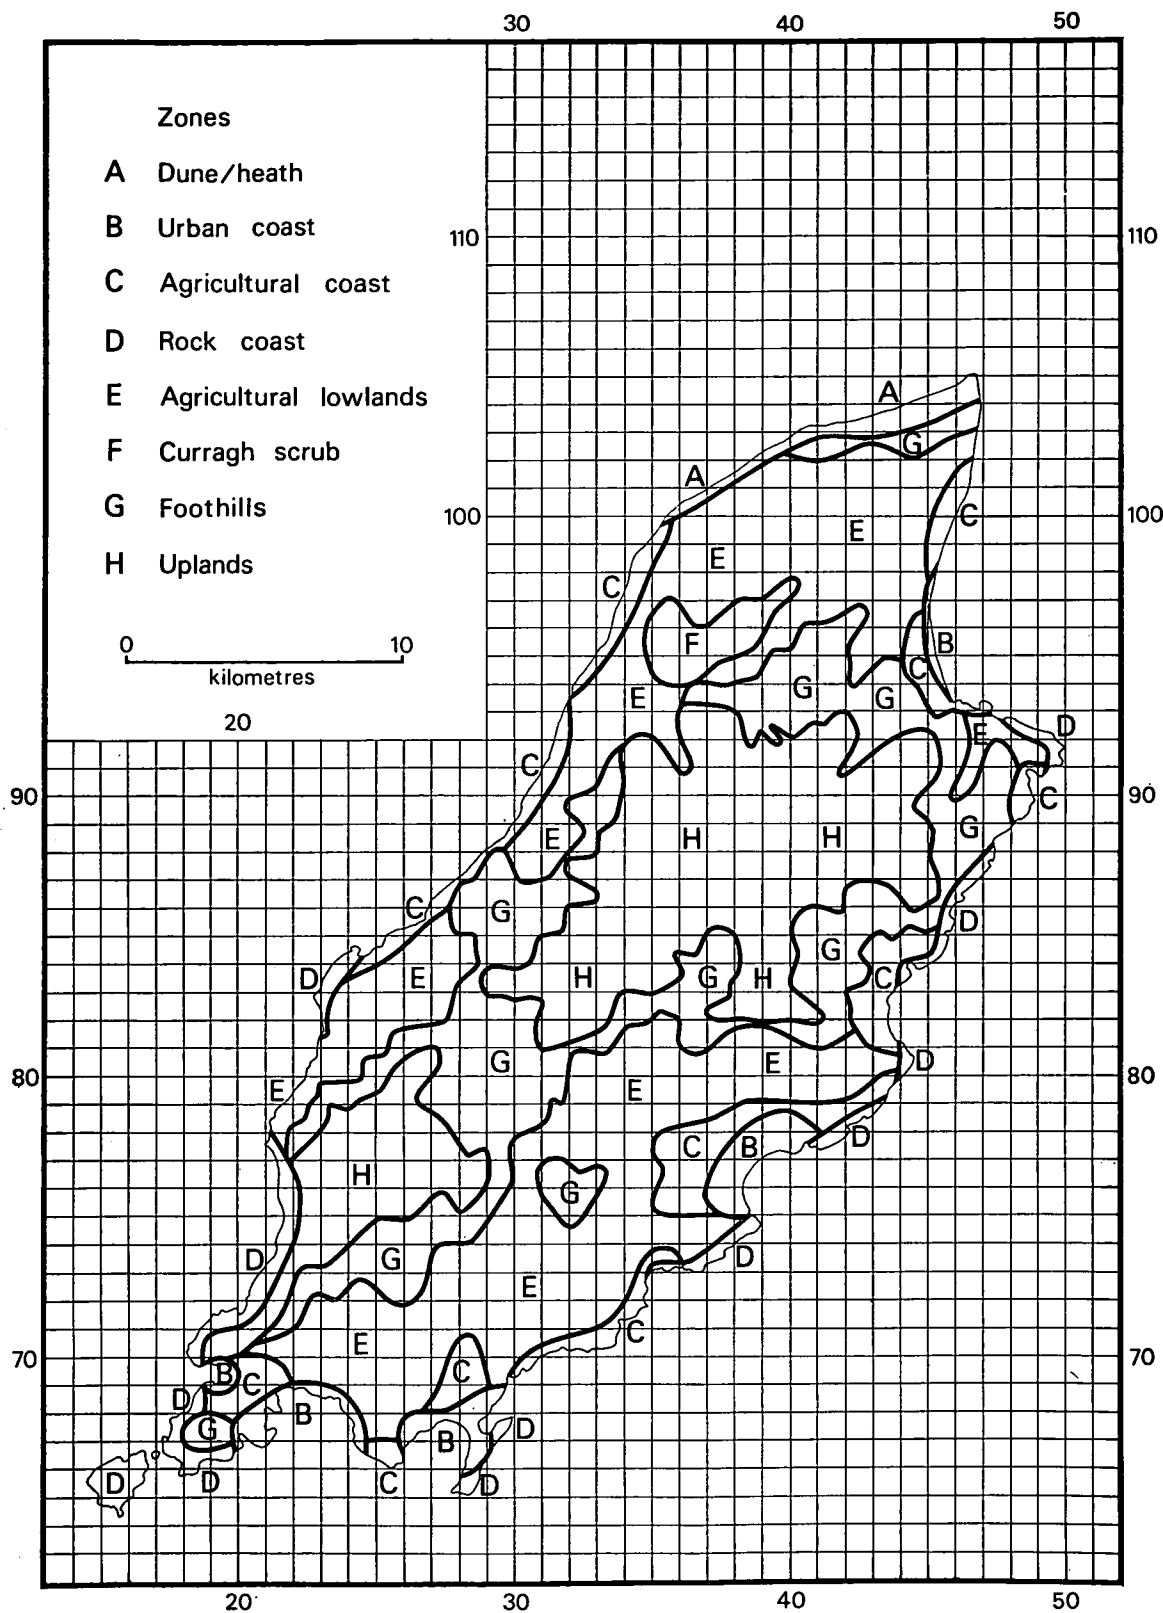 30 40 50
Zones
A Dune/heath
B Urban coast
C Agricultural coast
D Rock coast
E Agricultural lowlands
F Curragh scrub
G Foothills
H Uplands
0 10
kilometres
20
110 110
100 100
90 90
80 80
70 70
A
G
A
C
E
E
C
F
B
C
G
G
E
D
E
C
C
E
H
H
G
C
G
D
G
D
E
H
G
H
C
G
E
E
E
D
H
G
C
B
D
D
G
E
D
E
C
B
C
C
D
G
B
B
D
D
D
C
D
20 30 40 50